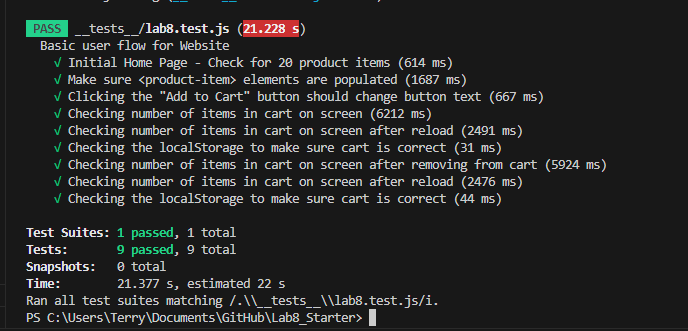 PASS __tests__/lab8.test.js (21.228 s)
Basic user flow for Website
√ Initial Home Page - Check for 20 product items (614 ms)
√ Make sure <product-item> elements are populated (1687 ms)
√ Clicking the "Add to Cart" button should change button text (667 ms)
√ Checking number of items in cart on screen (6212 ms)
√ Checking number of items in cart on screen after reload (2491 ms)
√ Checking the localStorage to make sure cart is correct (31 ms)
√ Checking number of items in cart on screen after removing from cart (5924 ms)
√ Checking number of items in cart on screen after reload (2476 ms)
√ Checking the localStorage to make sure cart is correct (44 ms)
Test Suites: 1 passed, 1 total
Tests: 9 passed, 9 total
Snapshots: 0 total
Time: 21.377 s, estimated 22 s
Ran all test suites matching /.\\__tests__\\lab8.test.js/i.
PS C:\Users\Terry\Documents\GitHub\Lab8_Starter>